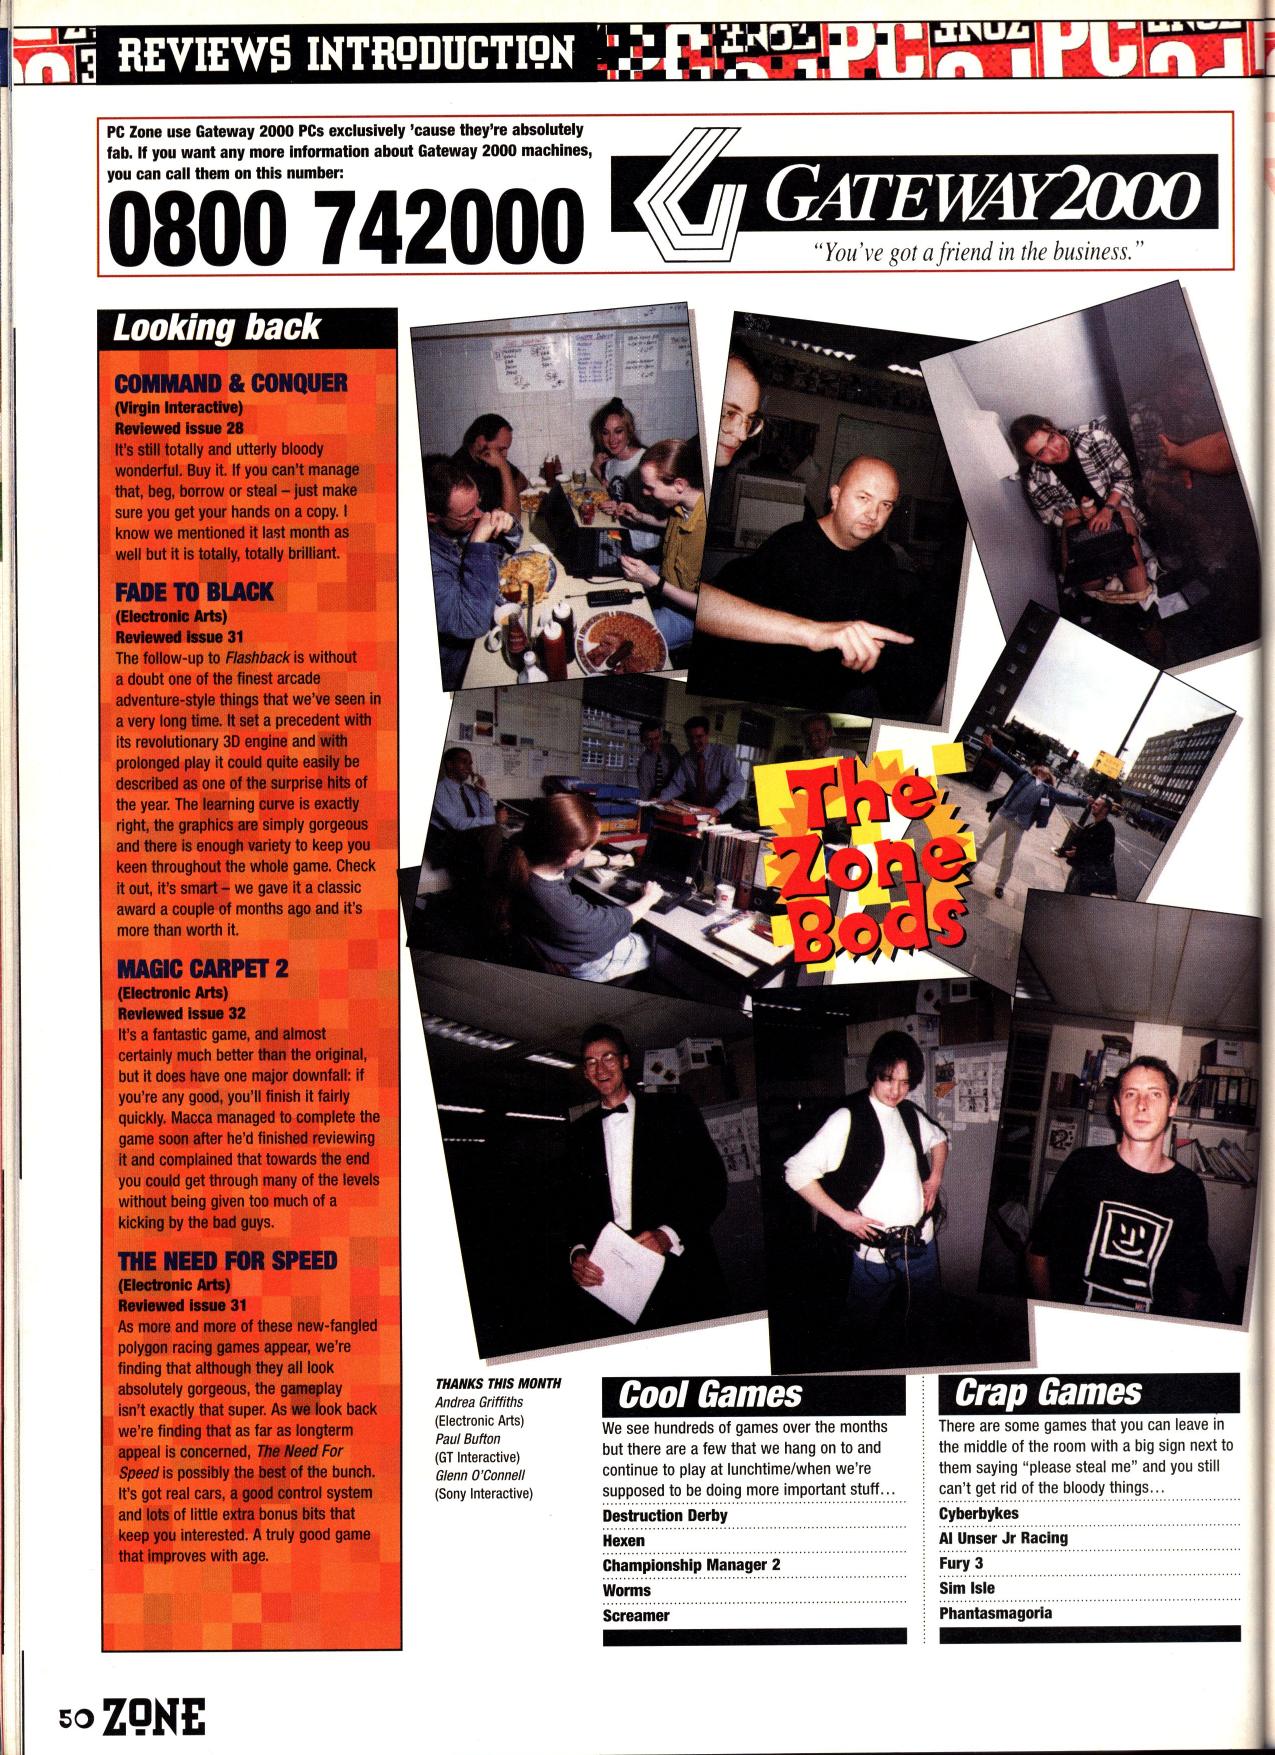 REVIEWS INTRODUCTION
PC Zone use Gateway 2000 PCs exclusively ’cause they’re absolutely
fab. If you want any more information about Gateway 2000 machines,
you can call them on this number:
0800 742000
GATEWAY2000
“You’ve got a friend in the business.”
Looking back
COMMAND & CONQUER
(Virgin Interactive)
Reviewed issue 28
It’s still totally and utterly bloody
wonderful. Buy it. If you can’t manage
that, beg, borrow or steal – just make
sure you get your hands on a copy. I
know we mentioned it last month as
well but it is totally, totally brilliant.
FADE TO BLACK
(Electronic Arts)
Reviewed issue 31
The follow-up to Flashback is without
a doubt one of the finest arcade
adventure-style things that we’ve seen in
a very long time. It set a precedent with
its revolutionary 3D engine and with
prolonged play it could quite easily be
described as one of the surprise hits of
the year. The learning curve is exactly
right, the graphics are simply gorgeous
and there is enough variety to keep you
keen throughout the whole game. Check
it out, it’s smart – we gave it a classic
award a couple of months ago and it’s
more than worth it.
MAGIC CARPET 2
(Electronic Arts)
Reviewed issue 32
It’s a fantastic game, and almost
certainly much better than the original,
but it does have one major downfall: if
you’re any good, you’ll finish it fairly
quickly. Macca managed to complete the
game soon after he’d finished reviewing
it and complained that towards the end
you could get through many of the levels
without being given too much of a
kicking by the bad guys.
THE NEED FOR SPEED
(Electronic Arts)
Reviewed issue 31
As more and more of these new-fangled
polygon racing games appear, we’re
finding that although they all look
absolutely gorgeous, the gameplay
isn’t exactly that super. As we look back
we’re finding that as far as longterm
appeal is concerned, The Need For
Speed is possibly the best of the bunch.
It’s got real cars, a good control system
and lots of little extra bonus bits that
keep you interested. A truly good game
that improves with age.
The
Zone
Bods
THANKS THIS MONTH
Andrea Griffiths
(Electronic Arts)
Paul Bufton
(GT Interactive)
Glenn O’Connell
(Sony Interactive)
Cool Games
We see hundreds of games over the months
but there are a few that we hang on to and
continue to play at lunchtime/when we’re
supposed to be doing more important stuff...
Destruction Derby
Hexen
Championship Manager 2
Worms
Screamer
Crap Games
There are some games that you can leave in
the middle of the room with a big sign next to
them saying “please steal me” and you still
can’t get rid of the bloody things...
Cyberbykes
Al Unser Jr Racing
Fury 3
Sim Isle
Phantasmagoria
50 ZONE